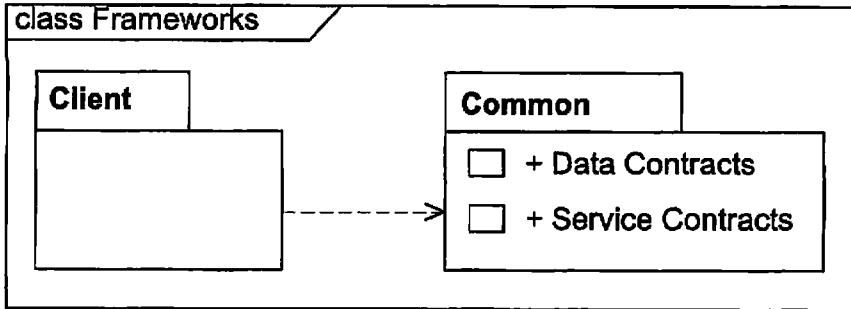 class Frameworks
Client
Common
+ Data Contracts
+ Service Contracts